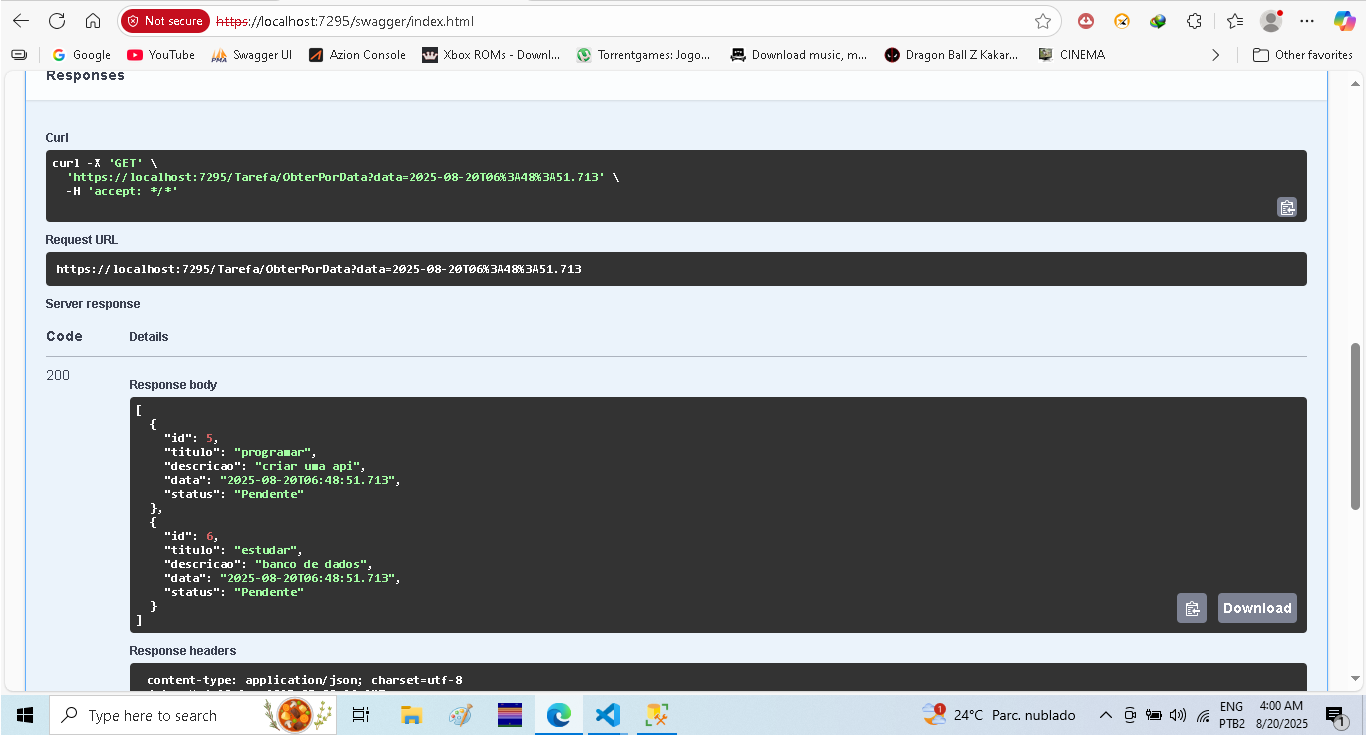 Not secure
https://localhost:7295/swagger/index.html
Google
YouTube
Swagger UI
Azion Console
Xbox ROMs - Downl...
Torrentgames: Jogo...
Download music, m...
Dragon Ball Z Kakar...
CINEMA
Other favorites
Responses
Curl
curl -X 'GET' \
'https://localhost:7295/Tarefa/ObterPorData?data=2025-08-20T06%3A48%3A51.713' \
-H 'accept: */*'
Request URL
https://localhost:7295/Tarefa/ObterPorData?data=2025-08-20T06%3A48%3A51.713
Server response
Code
Details
200
Response body
[
{
"id": 5,
"titulo": "programar",
"descricao": "criar uma api",
"data": "2025-08-20T06:48:51.713",
"status": "Pendente"
},
{
"id": 6,
"titulo": "estudar",
"descricao": "banco de dados",
"data": "2025-08-20T06:48:51.713",
"status": "Pendente"
}
]
Download
Response headers
content-type: application/json; charset=utf-8
Type here to search
1
24°C Parc. nublado
ENG
PTB2
4:00 AM
8/20/2025
1